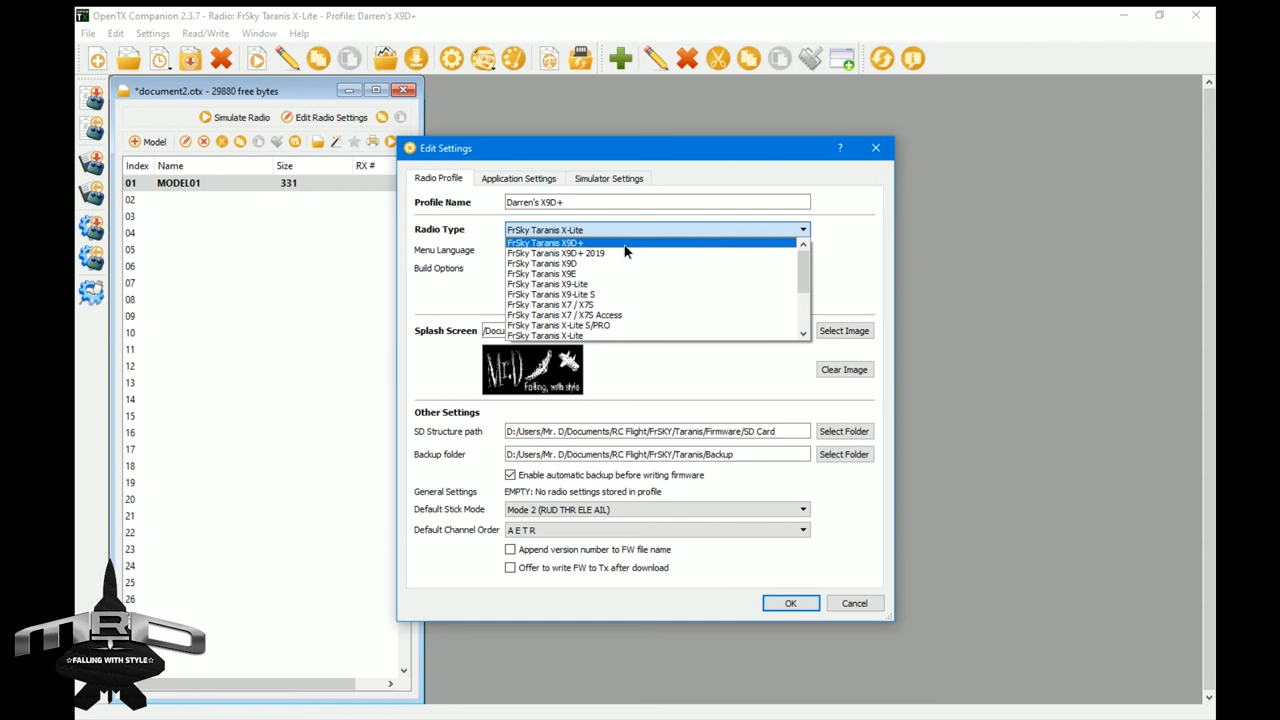 OpenTX Companion 2.3.7 - Radio: FrSky Taranis X-Lite - Profile: Darren's X9D+
File Edit Settings Read/Write Window Help
*document2.otx - 29880 free bytes
Simulate Radio Edit Radio Settings
Model
Index Name Size RX #
01 MODEL01 331
02
03
04
05
06
07
08
09
10
11
12
13
14
15
16
17
18
19
20
21
22
23
24
25
26
Edit Settings
Radio Profile Application Settings Simulator Settings
Profile Name Darren's X9D+
Radio Type FrSky Taranis X-Lite
Menu Language
Build Options
FrSky Taranis X9D+
FrSky Taranis X9D+ 2019
FrSky Taranis X9D
FrSky Taranis X9E
FrSky Taranis X9-Lite
FrSky Taranis X9-Lite S
FrSky Taranis X7 / X7S
FrSky Taranis X7 / X7S Access
FrSky Taranis X-Lite S/PRO
FrSky Taranis X-Lite
Splash Screen /Docu Select Image
Mr.D
Falling, with style
Clear Image
Other Settings
SD Structure path D:/Users/Mr. D/Documents/RC Flight/FrSKY/Taranis/Firmware/SD Card Select Folder
Backup folder D:/Users/Mr. D/Documents/RC Flight/FrSKY/Taranis/Backup Select Folder
Enable automatic backup before writing firmware
General Settings EMPTY: No radio settings stored in profile
Default Stick Mode Mode 2 (RUD THR ELE AIL)
Default Channel Order A E T R
Append version number to FW file name
Offer to write FW to Tx after download
OK Cancel
MRD
☆FALLING WITH STYLE☆